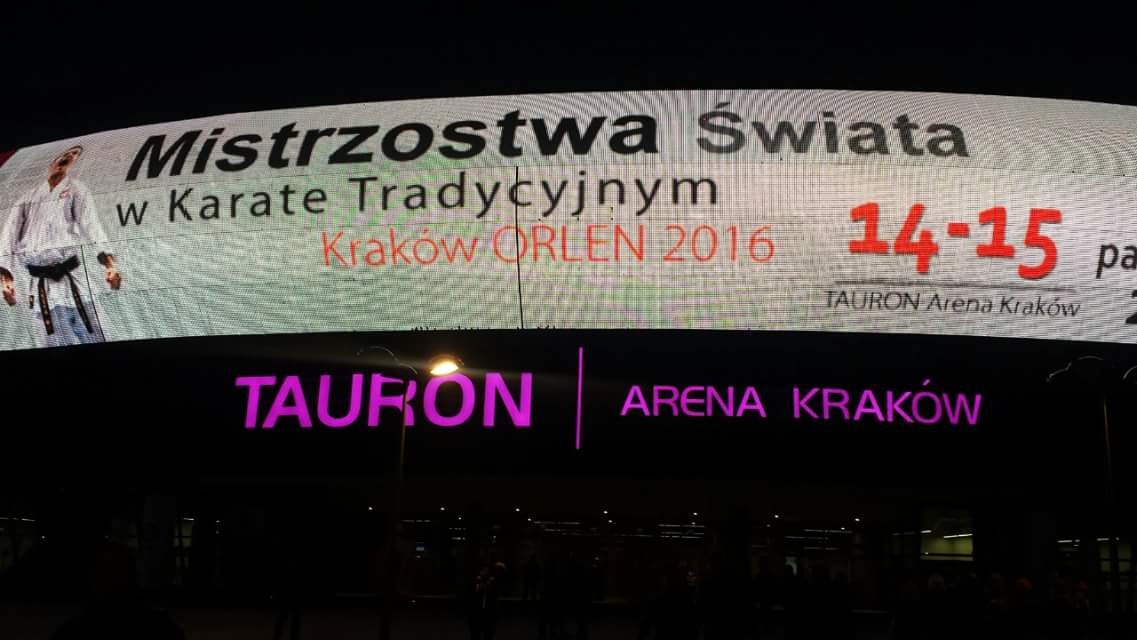 Mistrzostwa Świata
w Karate Tradycyjnym
Kraków ORLEN 2016
14-15
TAURON Arena Kraków
TAURON | ARENA KRAKÓW